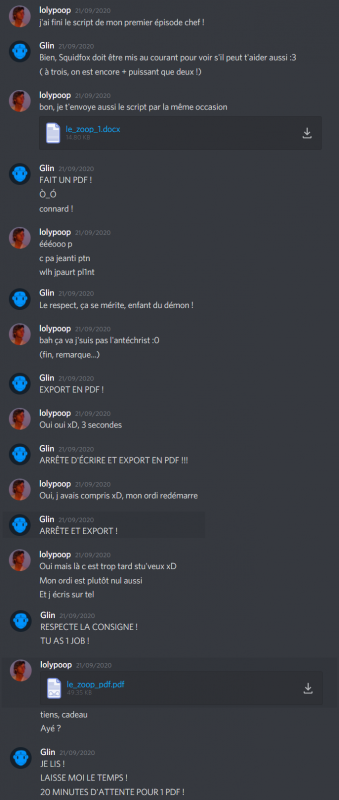 lolypoop 21/09/2020
j'ai fini le script de mon premier épisode chef !
Glin 21/09/2020
Bien, Squidfox doit être mis au courant pour voir s'il peut t'aider aussi :3
( à trois, on est encore + puissant que deux !)
lolypoop 21/09/2020
bon, je t'envoye aussi le script par la même occasion
le_zoop_1.docx
Glin 21/09/2020
FAIT UN PDF !
Ò_Ó
connard !
lolypoop 21/09/2020
éééooo p
c pa jeanti ptn
wlh jpaurt pl1nt
Glin 21/09/2020
Le respect, ça se mérite, enfant du démon !
lolypoop 21/09/2020
bah ça va j'suis pas l'antéchrist :0
(fin, remarque...)
Glin 21/09/2020
EXPORT EN PDF !
lolypoop 21/09/2020
Oui oui xD, 3 secondes
Glin 21/09/2020
ARRÊTE D'ÉCRIRE ET EXPORT EN PDF !!!
lolypoop 21/09/2020
Oui, j avais compris xD, mon ordi redémarre
Glin 21/09/2020
ARRÊTE ET EXPORT !
lolypoop 21/09/2020
Oui mais là c est trop tard stu'veux xD
Mon ordi est plutôt nul aussi
Et j écris sur tel
Glin 21/09/2020
RESPECTE LA CONSIGNE !
TU AS 1 JOB !
lolypoop 21/09/2020
le_zoop_pdf.pdf
49.35 KB
tiens, cadeau
Ayé ?
Glin 21/09/2020
JE LIS !
LAISSE MOI LE TEMPS !
20 MINUTES D'ATTENTE POUR 1 PDF !